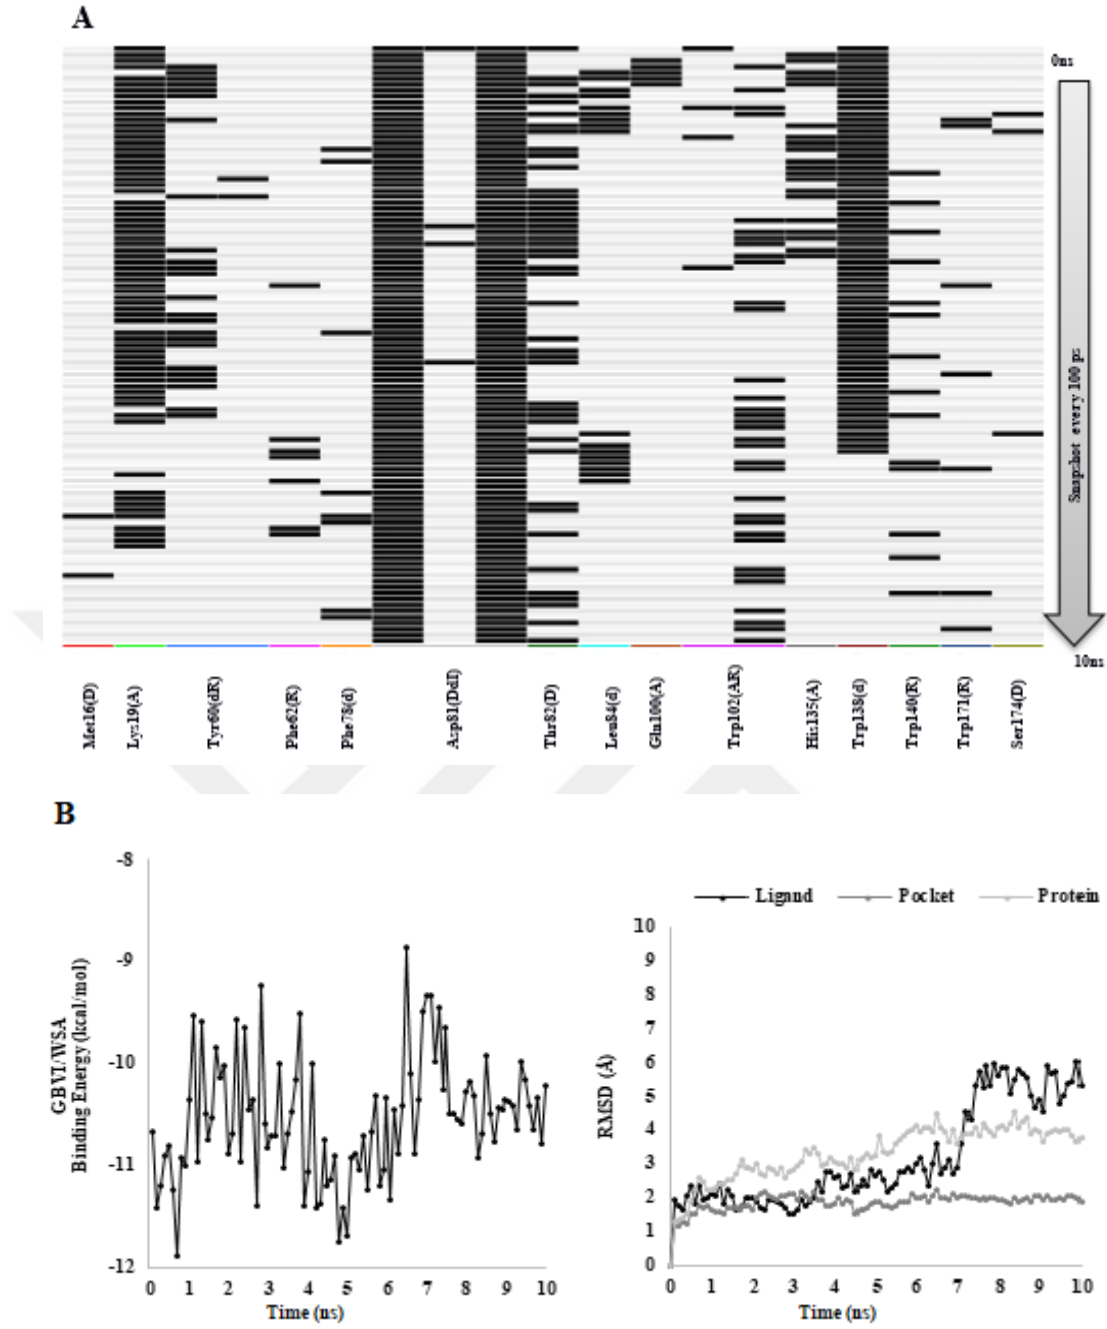 A
0ns
Snapshot every 100 ps
10ns
Met16(D)
Lys19(A)
Tyr60(dR)
Phe62(R)
Phe78(d)
Asp81(DdI)
Thr82(D)
Leu84(d)
Gln100(A)
Trp102(AR)
His135(A)
Trp138(d)
Trp140(R)
Trp171(R)
Ser174(D)
B
-8
-9
-10
-11
-12
GBVI/WSA
Binding Energy (kcal/mol)
0 1 2 3 4 5 6 7 8 9 10
Time (ns)
Ligand Pocket Protein
10
9
8
7
6
5
4
3
2
1
0
RMSD (Å)
0 1 2 3 4 5 6 7 8 9 10
Time (ns)